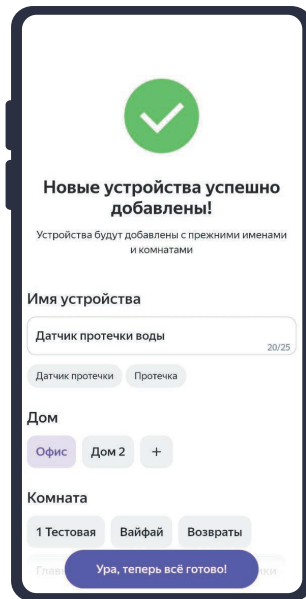 Новые устройства успешно
добавлены!
Устройства будут добавлены с прежними именами
и комнатами
Имя устройства
Датчик протечки воды
20/25
Датчик протечки Протечка
Дом
Офис Дом 2 +
Комната
1 Тестовая Вайфай Возвраты
Ура, теперь всё готово!